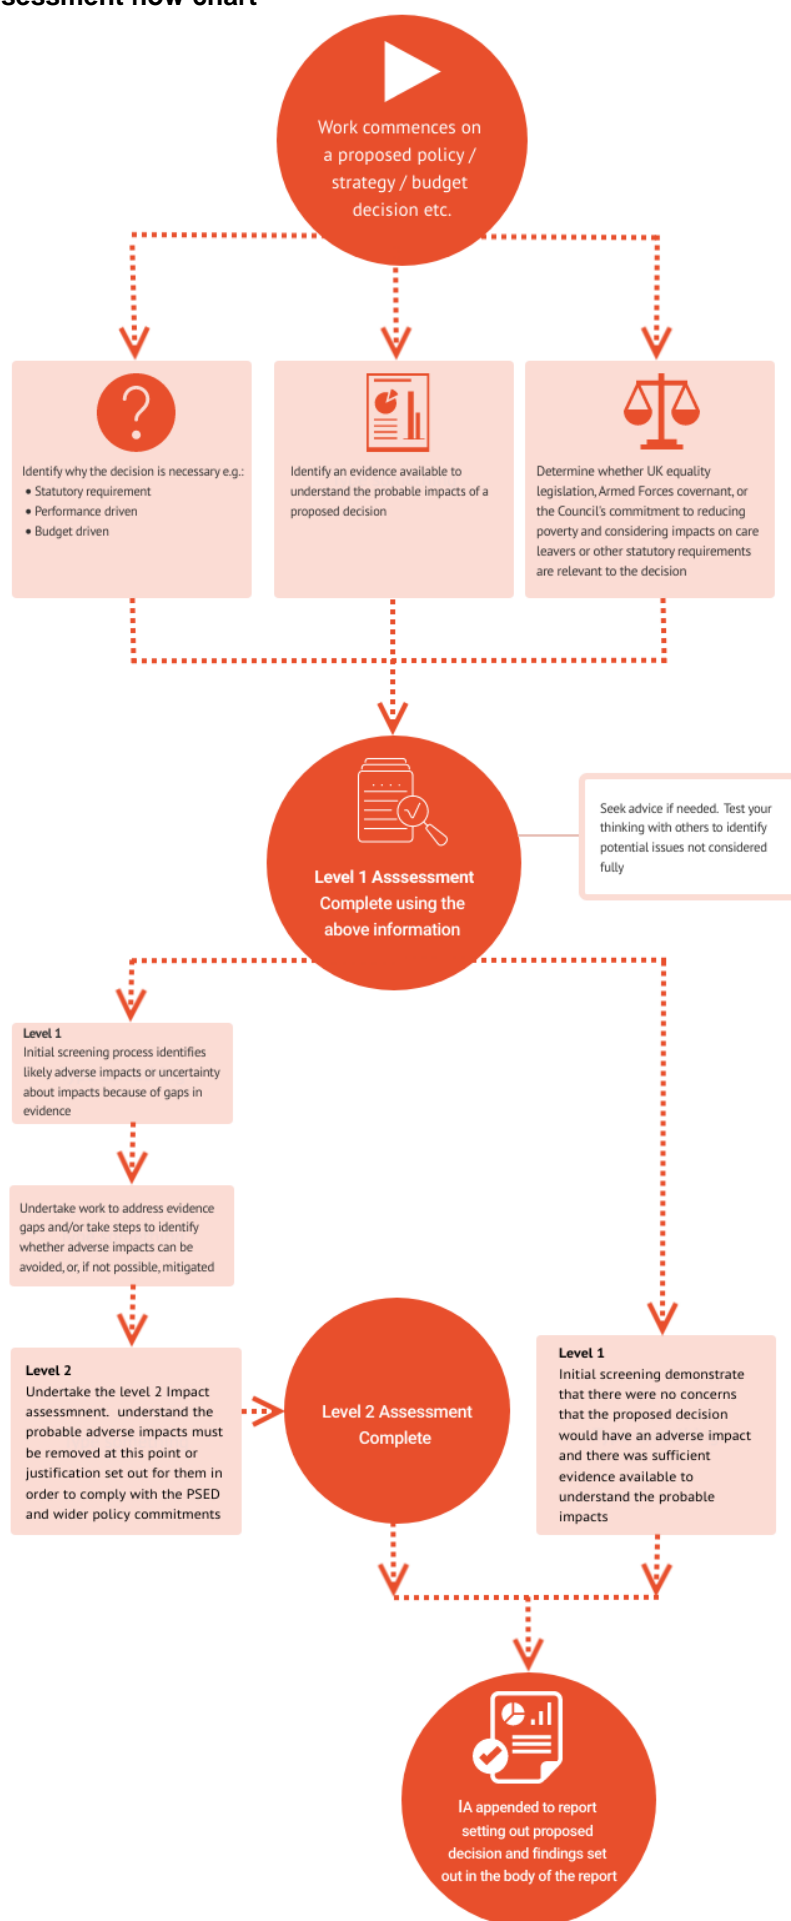 sessment flow chart
Work commences on
a proposed policy /
strategy / budget
decision etc.
Identify why the decision is necessary e.g.:
• Statutory requirement
• Performance driven
• Budget driven
Identify an evidence available to
understand the probable impacts of a
proposed decision
Determine whether UK equality
legislation, Armed Forces covernant, or
the Council's commitment to reducing
poverty and considering impacts on care
leavers or other statutory requirements
are relevant to the decision
Level 1 Asssessment
Complete using the
above information
Seek advice if needed. Test your
thinking with others to identify
potential issues not considered
fully
Level 1
Initial screening process identifies
likely adverse impacts or uncertainty
about impacts because of gaps in
evidence
Undertake work to address evidence
gaps and/or take steps to identify
whether adverse impacts can be
avoided, or, if not possible, mitigated
Level 2
Undertake the level 2 Impact
assessmnent. understand the
probable adverse impacts must
be removed at this point or
justification set out for them in
order to comply with the PSED
and wider policy commitments
Level 2 Assessment
Complete
Level 1
Initial screening demonstrate
that there were no concerns
that the proposed decision
would have an adverse impact
and there was sufficient
evidence available to
understand the probable
impacts
IA appended to report
setting out proposed
decision and findings set
out in the body of the report